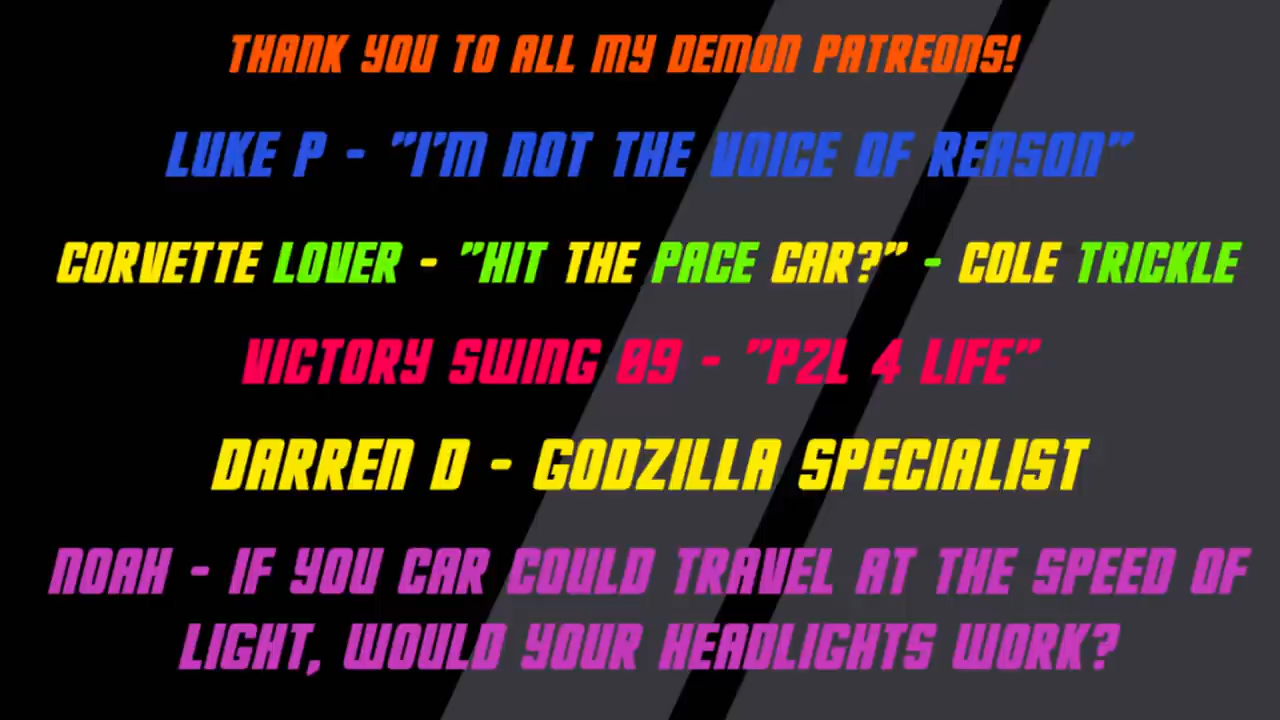 THANK YOU TO ALL MY DEMON PATREONS!
LUKE P - "I'M NOT THE VOICE OF REASON"
CORVETTE LOVER - "HIT THE PACE CAR?" - COLE TRICKLE
VICTORY SWING 09 - "P2L 4 LIFE"
DARREN D - GODZILLA SPECIALIST
NOAH - IF YOU CAR COULD TRAVEL AT THE SPEED OF
LIGHT, WOULD YOUR HEADLIGHTS WORK?